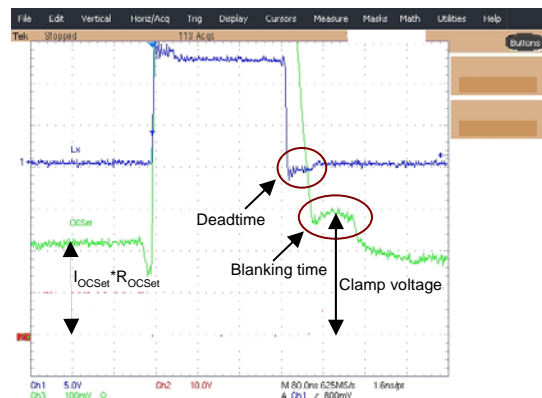 File Edit Vertical Horiz/Acq Trig Display Cursors Measure Masks Math Utilities Help
Tek Stopped 113 Acqs
Buttons
Lx
1
Deadtime
OCSet
Blanking time
I_OCSet*R_OCSet
Clamp voltage
Ch1 5.0V Ch2 10.0V M 80.0ns 625MS/s 1.6ns/pt
Ch3 100mV Ω A Ch1 / 800mV